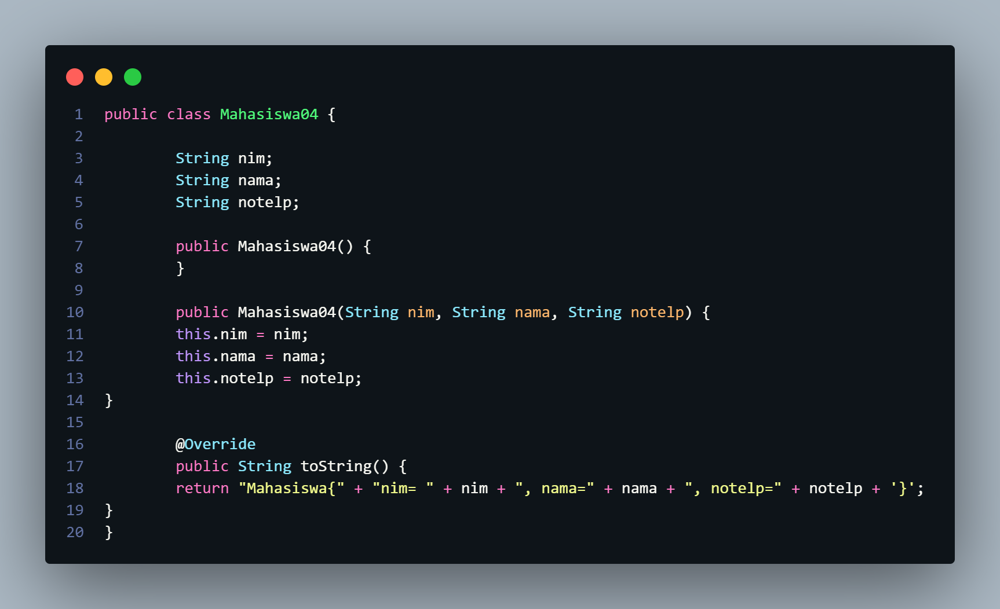 1 public class Mahasiswa04 {
2
3 String nim;
4 String nama;
5 String notelp;
6
7 public Mahasiswa04() {
8 }
9
10 public Mahasiswa04(String nim, String nama, String notelp) {
11 this.nim = nim;
12 this.nama = nama;
13 this.notelp = notelp;
14 }
15
16 @Override
17 public String toString() {
18 return "Mahasiswa{" + "nim= " + nim + ", nama=" + nama + ", notelp=" + notelp + '}';
19 }
20 }